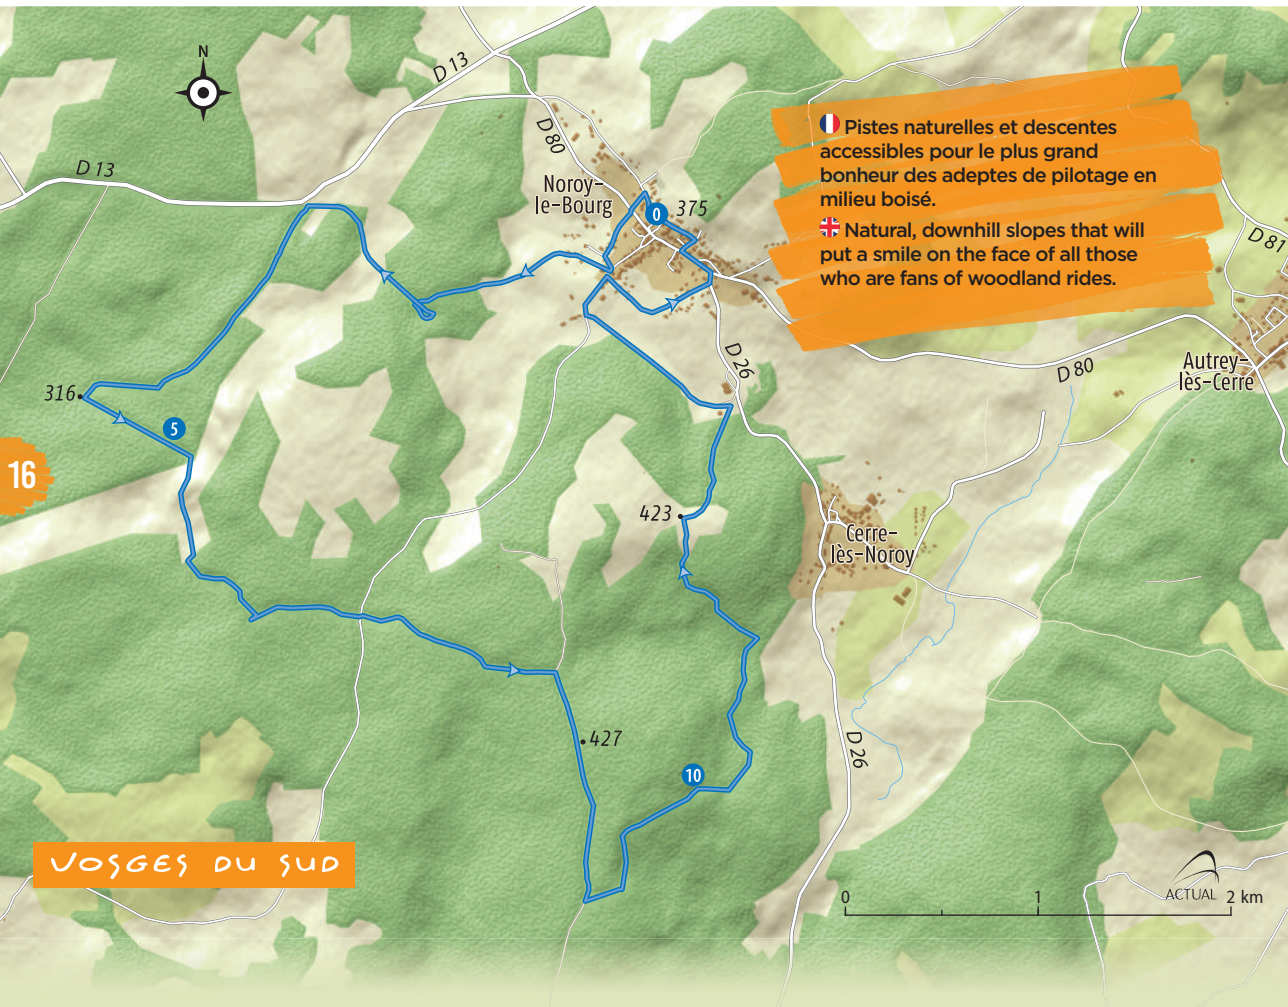 N
D 13
D 13
D 80
Noroy-
le-Bourg
0
375
Pistes naturelles et descentes
accessibles pour le plus grand
bonheur des adeptes de pilotage en
milieu boisé.
Natural, downhill slopes that will
put a smile on the face of all those
who are fans of woodland rides.
D 81
D 26
D 80
Autrey-
lès-Cerre
316
5
16
423
Cerre-
lès-Noroy
427
D 26
10
VOSGES DU SUD
ACTUAL
0 1 2 km